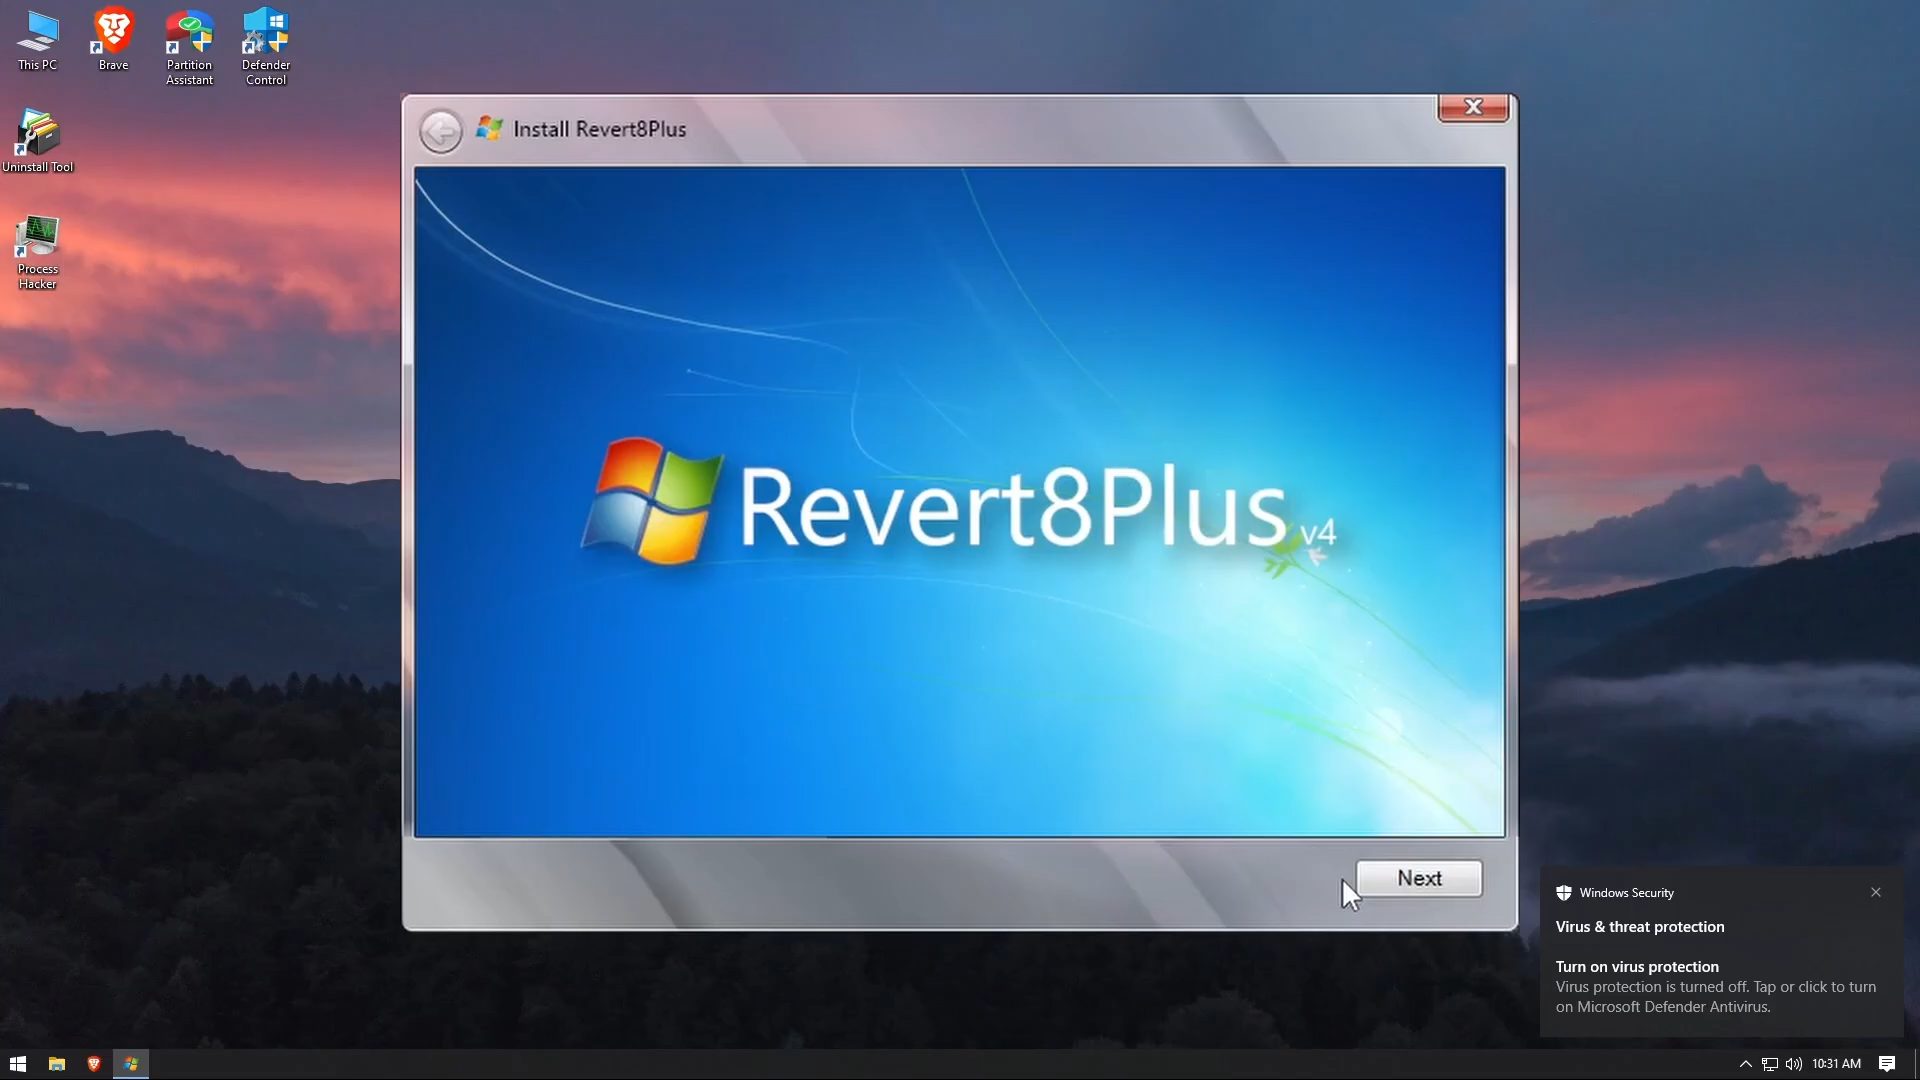 This PC
Brave
Partition
Assistant
Defender
Control
Uninstall Tool
Process
Hacker
Install Revert8Plus
Revert8Plus v4
Next
Windows Security
Virus & threat protection
Turn on virus protection
Virus protection is turned off. Tap or click to turn
on Microsoft Defender Antivirus.
10:31 AM